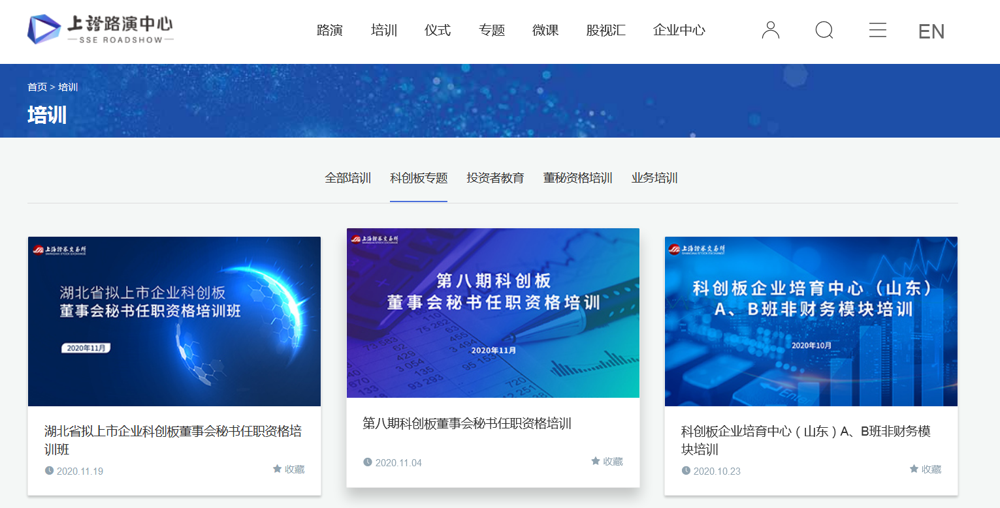 上證路演中心
SSE ROADSHOW
路演 培训 仪式 专题 微课 股视汇 企业中心 EN
首页 > 培训
培训
全部培训 科创板专题 投资者教育 董秘资格培训 业务培训
上海證券交易所
SHANGHAI STOCK EXCHANGE
湖北省拟上市企业科创板
董事会秘书任职资格培训班
2020年11月
湖北省拟上市企业科创板董事会秘书任职资格培
训班
2020.11.19 收藏
上海證券交易所
SHANGHAI STOCK EXCHANGE
第八期科创板
董事会秘书任职资格培训
2020年11月
第八期科创板董事会秘书任职资格培训
2020.11.04 收藏
上海證券交易所
SHANGHAI STOCK EXCHANGE
科创板企业培育中心（山东）
A、B班非财务模块培训
2020年10月
Enter
科创板企业培育中心（山东）A、B班非财务模
块培训
2020.10.23 收藏